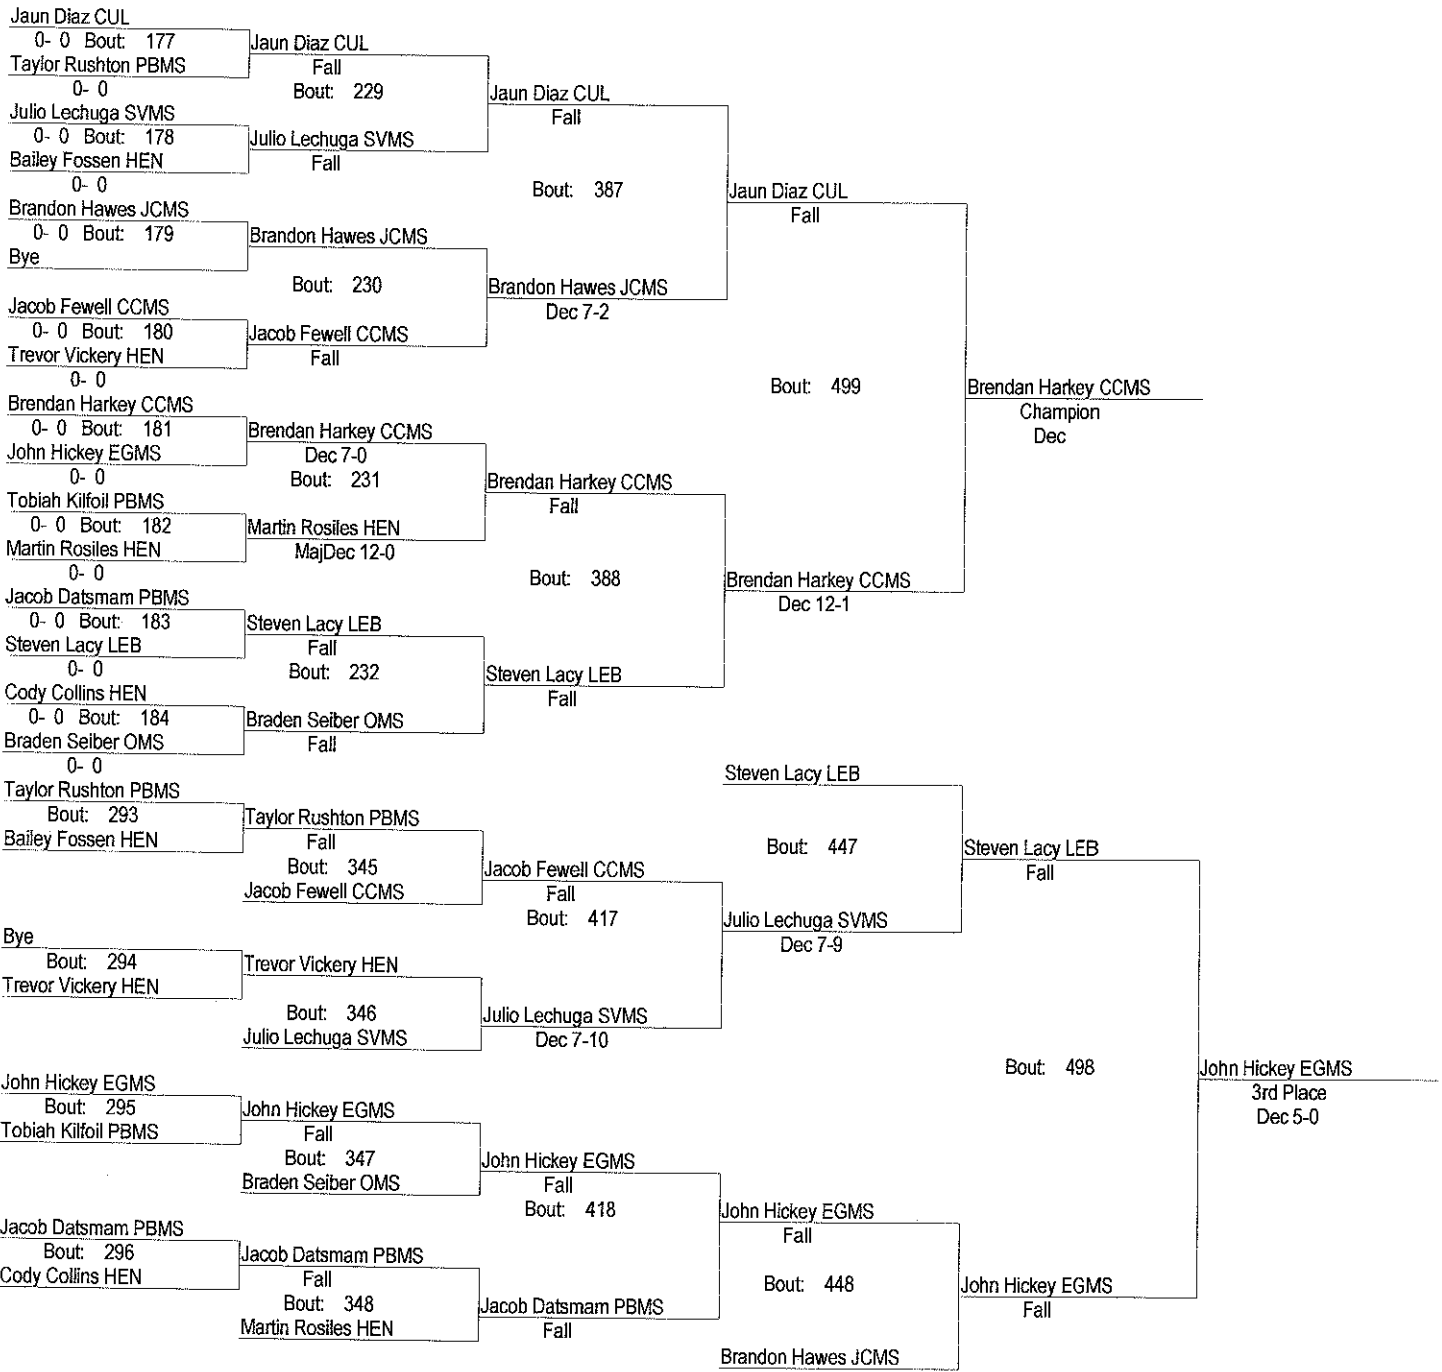 Jaun Diaz CUL
0- 0 Bout: 177
Taylor Rushton PBMS
0- 0
Julio Lechuga SVMS
0- 0 Bout: 178
Bailey Fossen HEN
0- 0
Brandon Hawes JCMS
0- 0 Bout: 179
Bye
Jacob Fewell CCMS
0- 0 Bout: 180
Trevor Vickery HEN
0- 0
Brendan Harkey CCMS
0- 0 Bout: 181
John Hickey EGMS
0- 0
Tobiah Kilfoil PBMS
0- 0 Bout: 182
Martin Rosiles HEN
0- 0
Jacob Datsmam PBMS
0- 0 Bout: 183
Steven Lacy LEB
0- 0
Cody Collins HEN
0- 0 Bout: 184
Braden Seiber OMS
0- 0
Jaun Diaz CUL
Fall
Bout: 229
Julio Lechuga SVMS
Fall
Brandon Hawes JCMS
Bout: 230
Jacob Fewell CCMS
Fall
Brendan Harkey CCMS
Dec 7-0
Bout: 231
Martin Rosiles HEN
MajDec 12-0
Steven Lacy LEB
Fall
Bout: 232
Braden Seiber OMS
Fall
Jaun Diaz CUL
Fall
Bout: 387
Brandon Hawes JCMS
Dec 7-2
Brendan Harkey CCMS
Fall
Bout: 388
Steven Lacy LEB
Fall
Jaun Diaz CUL
Fall
Bout: 499
Brendan Harkey CCMS
Dec 12-1
Brendan Harkey CCMS
Champion
Dec
Taylor Rushton PBMS
Bout: 293
Bailey Fossen HEN
Bye
Bout: 294
Trevor Vickery HEN
John Hickey EGMS
Bout: 295
Tobiah Kilfoil PBMS
Jacob Datsmam PBMS
Bout: 296
Cody Collins HEN
Taylor Rushton PBMS
Fall
Bout: 345
Jacob Fewell CCMS
Trevor Vickery HEN
Bout: 346
Julio Lechuga SVMS
John Hickey EGMS
Fall
Bout: 347
Braden Seiber OMS
Jacob Datsmam PBMS
Fall
Bout: 348
Martin Rosiles HEN
Jacob Fewell CCMS
Fall
Bout: 417
Julio Lechuga SVMS
Dec 7-10
John Hickey EGMS
Fall
Bout: 418
Jacob Datsmam PBMS
Fall
Steven Lacy LEB
Bout: 447
Julio Lechuga SVMS
Dec 7-9
John Hickey EGMS
Fall
Bout: 448
Brandon Hawes JCMS
Steven Lacy LEB
Fall
Bout: 498
John Hickey EGMS
Fall
John Hickey EGMS
3rd Place
Dec 5-0